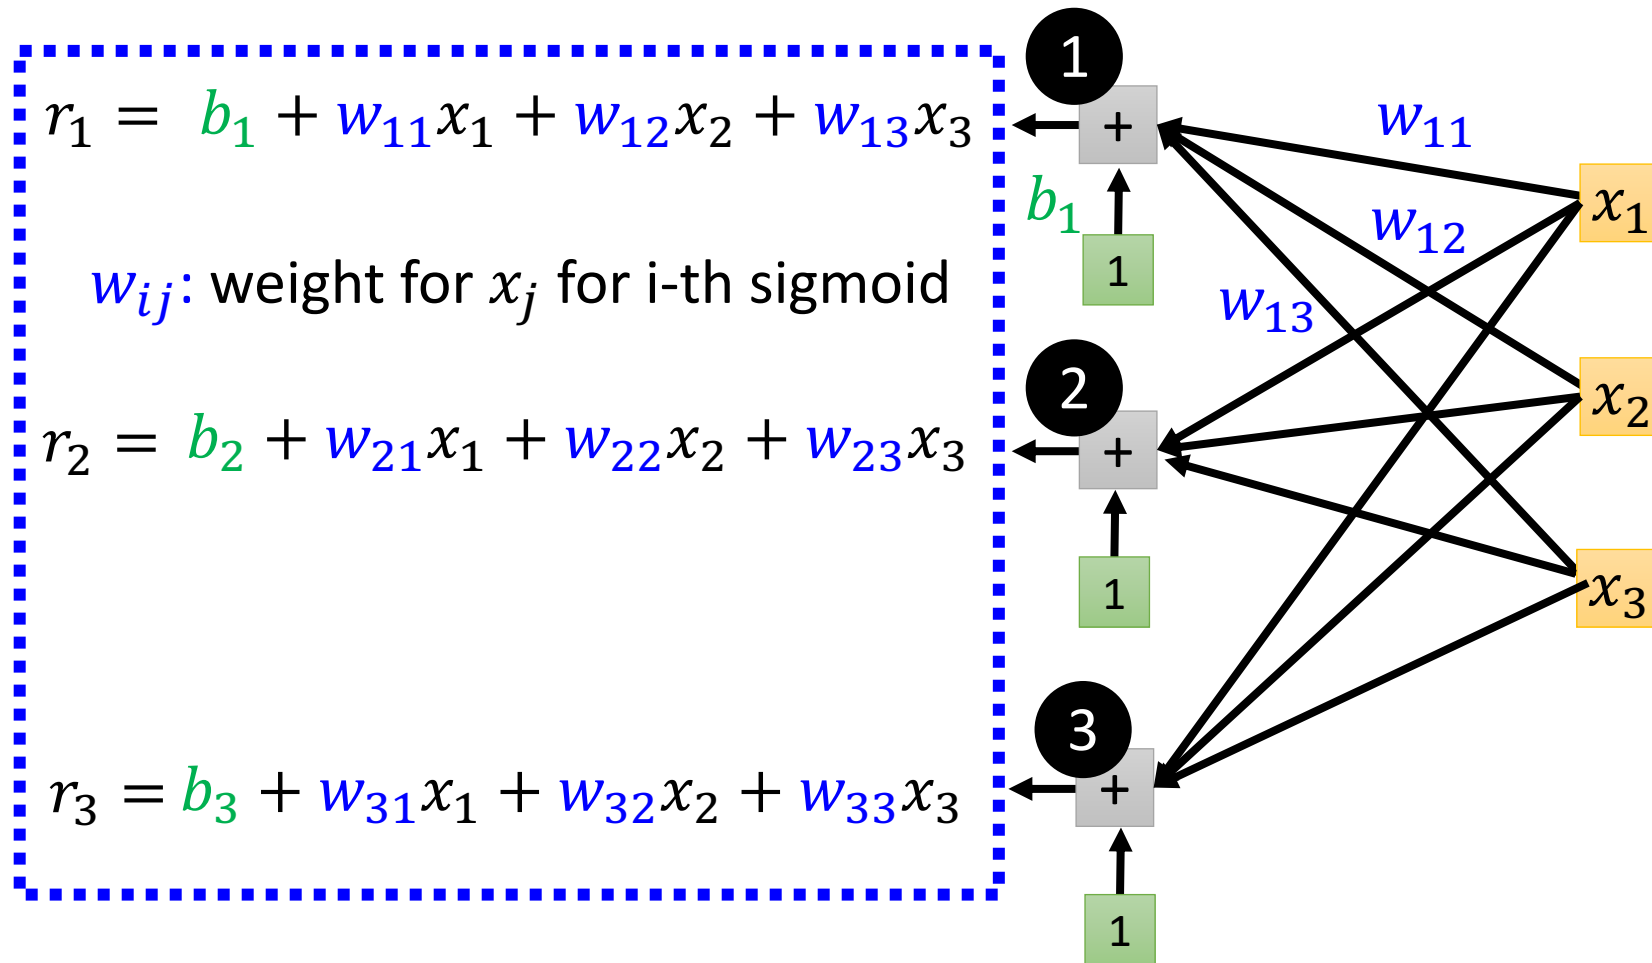 1
r₁ = b₁ + w₁₁x₁ + w₁₂x₂ + w₁₃x₃
+
w₁₁
x₁
b₁
w₁₂
1
wᵢⱼ: weight for xⱼ for i-th sigmoid
w₁₃
2
x₂
r₂ = b₂ + w₂₁x₁ + w₂₂x₂ + w₂₃x₃
+
1
x₃
3
r₃ = b₃ + w₃₁x₁ + w₃₂x₂ + w₃₃x₃
+
1